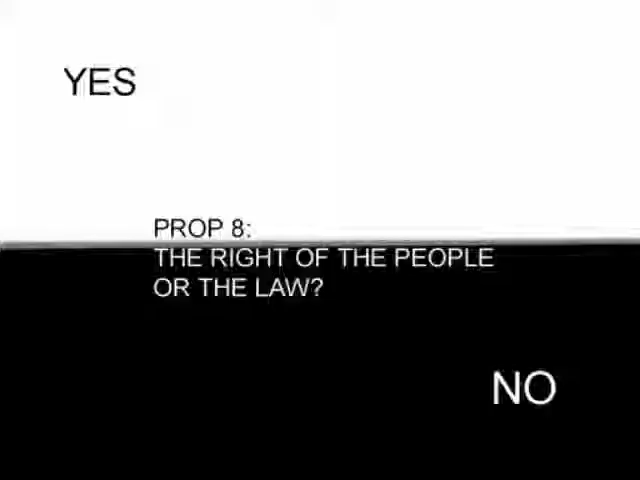 YES
PROP 8:
THE RIGHT OF THE PEOPLE
OR THE LAW?
NO